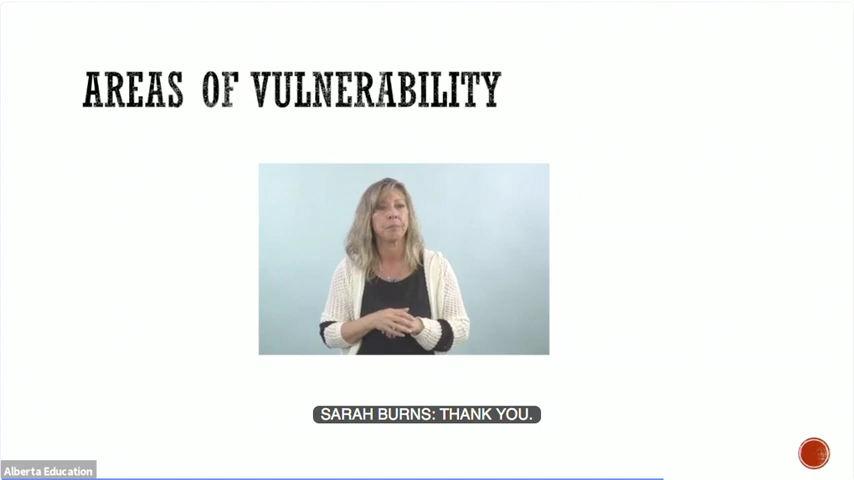 AREAS OF VULNERABILITY
SARAH BURNS: THANK YOU.
Alberta Education